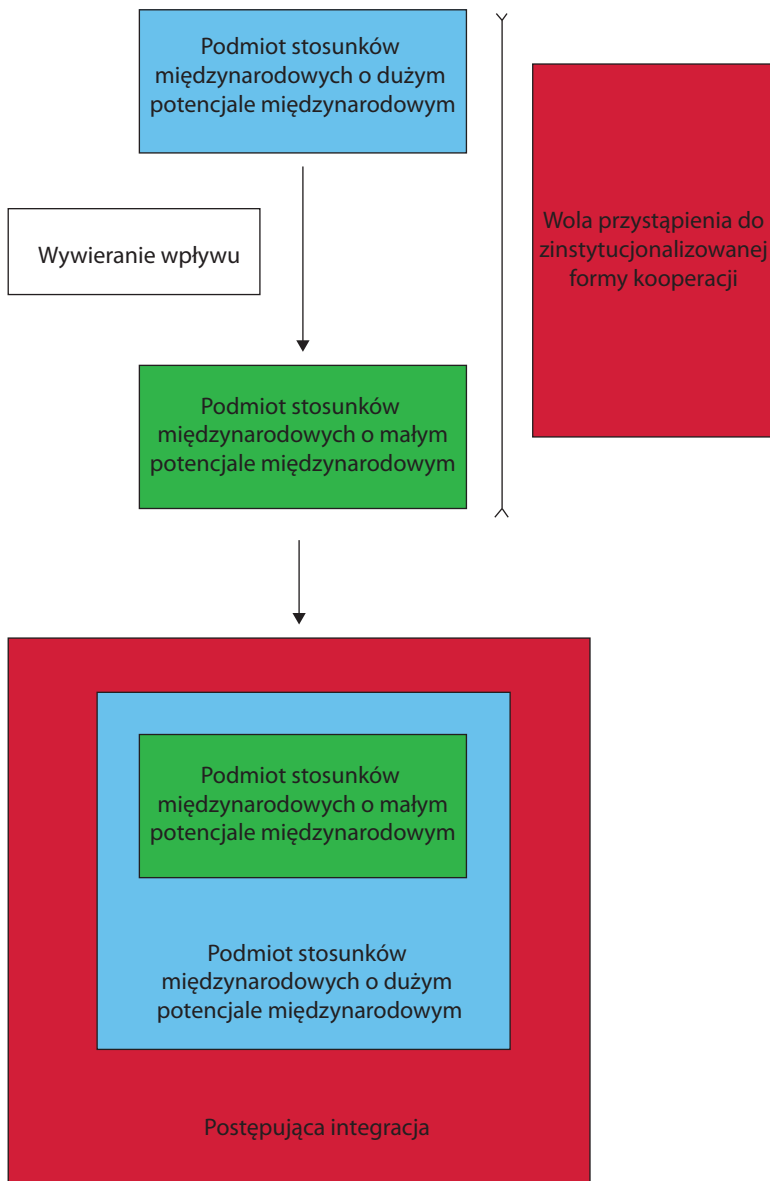 Podmiot stosunków
międzynarodowych o dużym
potencjale międzynarodowym
Wywieranie wpływu
Wola przystąpienia do
zinstytucjonalizowanej
formy kooperacji
Podmiot stosunków
międzynarodowych o małym
potencjale międzynarodowym
Podmiot stosunków
międzynarodowych o małym
potencjale międzynarodowym
Podmiot stosunków
międzynarodowych o dużym
potencjale międzynarodowym
Postępująca integracja